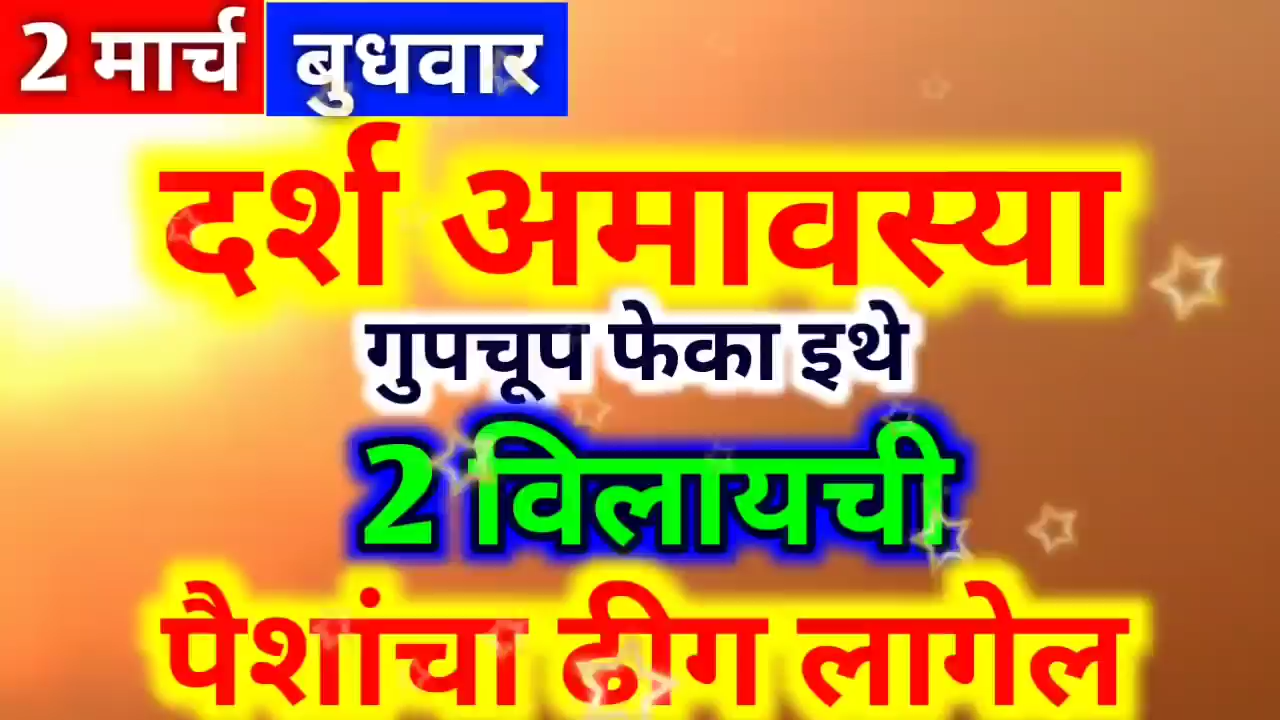 2 मार्च बुधवार
दर्श अमावस्या
गुपचूप फेका इथे
2 विलायची
पैशांचा ढीग लागेल